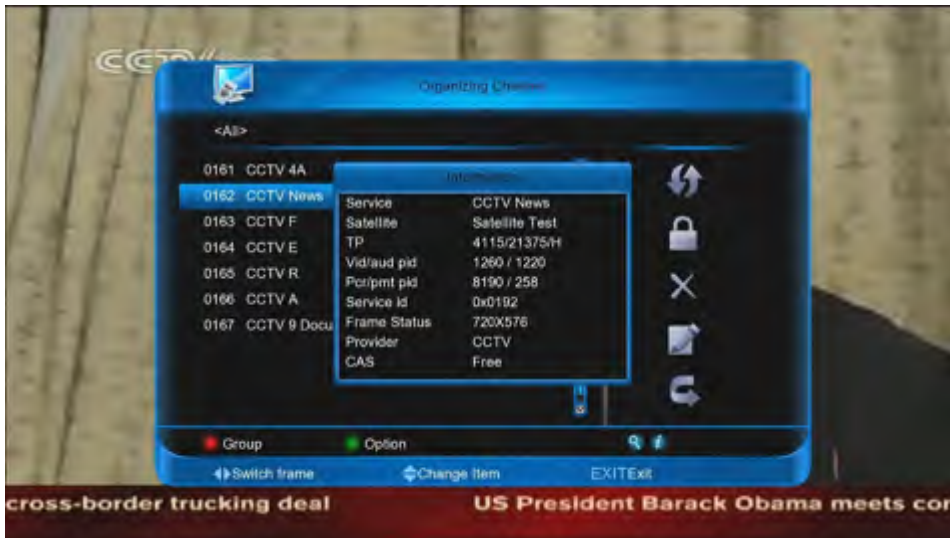 CCTV
Organizing Channel
<All>
0161 CCTV 4A
0162 CCTV News
0163 CCTV F
0164 CCTV E
0165 CCTV R
0166 CCTV A
0167 CCTV 9 Docu
Information
Service CCTV News
Satellite Satellite Test
TP 4115/21375/H
Vid/aud pid 1260 / 1220
Pcr/pmt pid 8190 / 258
Service Id 0x0192
Frame Status 720X576
Provider CCTV
CAS Free
Group Option
Switch frame Change Item EXITExit
cross-border trucking deal US President Barack Obama meets cor